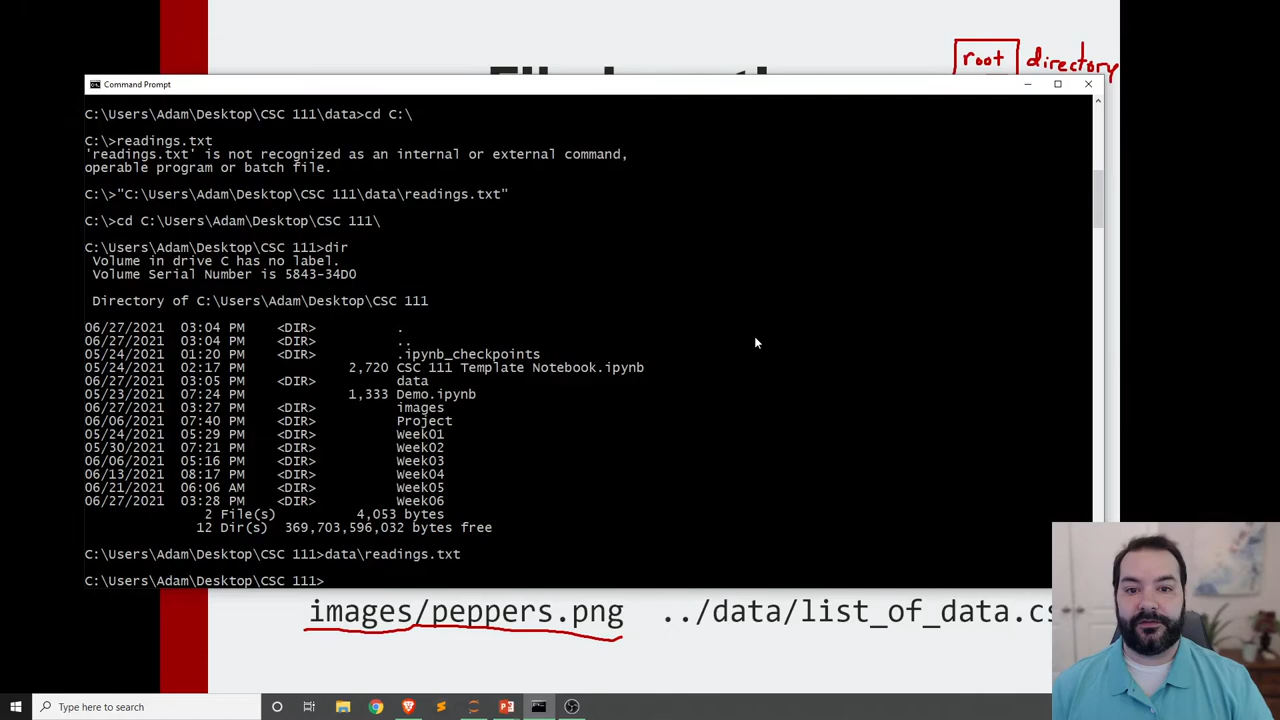 root directory
Command Prompt
C:\Users\Adam\Desktop\CSC 111\data>cd C:\
C:\>readings.txt
'readings.txt' is not recognized as an internal or external command,
operable program or batch file.
C:\>"C:\Users\Adam\Desktop\CSC 111\data\readings.txt"
C:\>cd C:\Users\Adam\Desktop\CSC 111\
C:\Users\Adam\Desktop\CSC 111>dir
Volume in drive C has no label.
Volume Serial Number is 5843-34D0
Directory of C:\Users\Adam\Desktop\CSC 111
06/27/2021 03:04 PM <DIR> .
06/27/2021 03:04 PM <DIR> ..
05/24/2021 01:20 PM <DIR> .ipynb_checkpoints
05/24/2021 02:17 PM 2,720 CSC 111 Template Notebook.ipynb
06/27/2021 03:05 PM <DIR> data
05/23/2021 07:24 PM 1,333 Demo.ipynb
06/27/2021 03:27 PM <DIR> images
06/06/2021 07:40 PM <DIR> Project
05/24/2021 05:29 PM <DIR> Week01
05/30/2021 07:21 PM <DIR> Week02
06/06/2021 05:16 PM <DIR> Week03
06/13/2021 08:17 PM <DIR> Week04
06/21/2021 06:06 AM <DIR> Week05
06/27/2021 03:28 PM <DIR> Week06
2 File(s) 4,053 bytes
12 Dir(s) 369,703,596,032 bytes free
C:\Users\Adam\Desktop\CSC 111>data\readings.txt
C:\Users\Adam\Desktop\CSC 111>
images/peppers.png ../data/list_of_data.cs
Type here to search